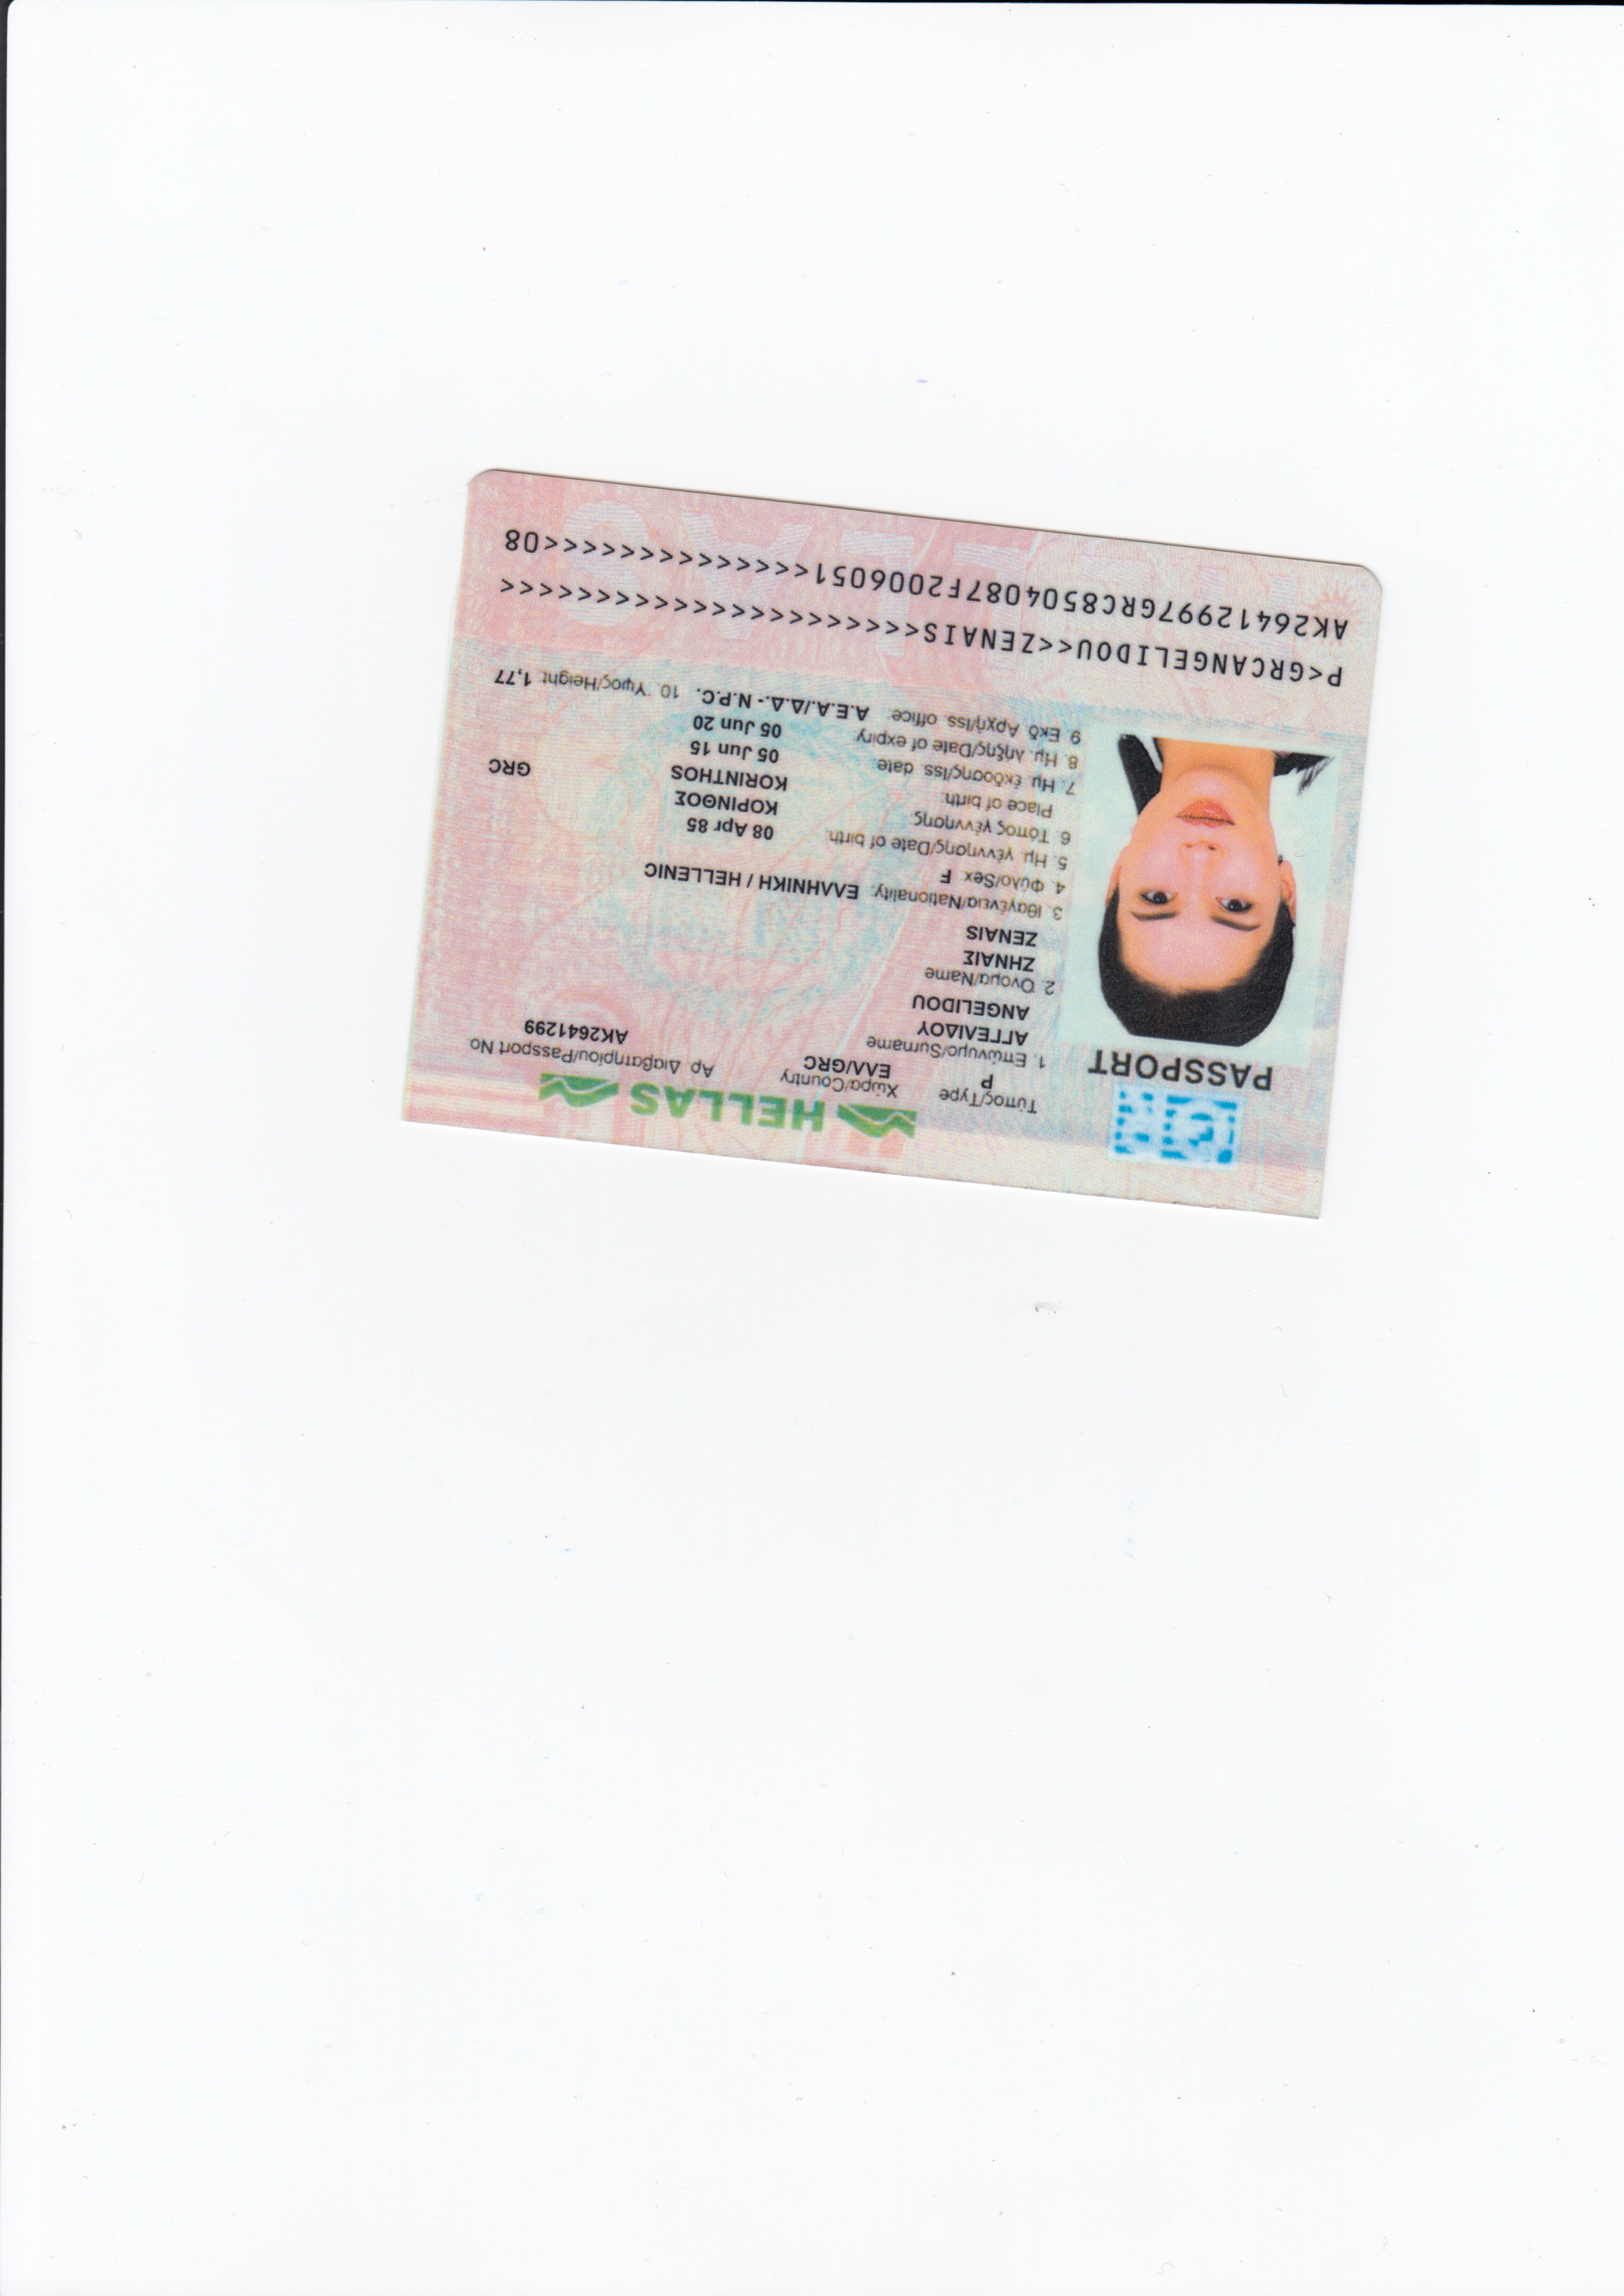 HELLAS
PASSPORT
Τύπος/Type
P
Χώρα/Country
ΕΛΛ/GRC
Αρ. Διαβατηρίου/Passport No
AK2641299
1. Επώνυμο/Surname
ΑΓΓΕΛΙΔΟΥ
ANGELIDOU
2. Όνομα/Name
ΖΗΝΑΙΣ
ZENAIS
3. Ιθαγένεια/Nationality. ΕΛΛΗΝΙΚΗ / HELLENIC
4. Φύλο/Sex F
5. Ημ. γέννησης/Date of birth. 08 Apr 85
6. Τόπος γέννησης ΚΟΡΙΝΘΟΣ
Place of birth. KORINTHOS GRC
7. Ημ. έκδοσης/Iss. date. 05 Jun 15
8. Ημ. λήξης/Date of expiry 05 Jun 20
9. Εκδ. Αρχή/Iss. office. Α.Ε.Α./Δ.Δ. - N.P.C. 10. Ύψος/Height 1,77
P<GRCANGELIDOU<<ZENAIS<<<<<<<<<<<<<<<<<<<<<<
AK26412997GRC8504087F2006051<<<<<<<<<<<<<<08